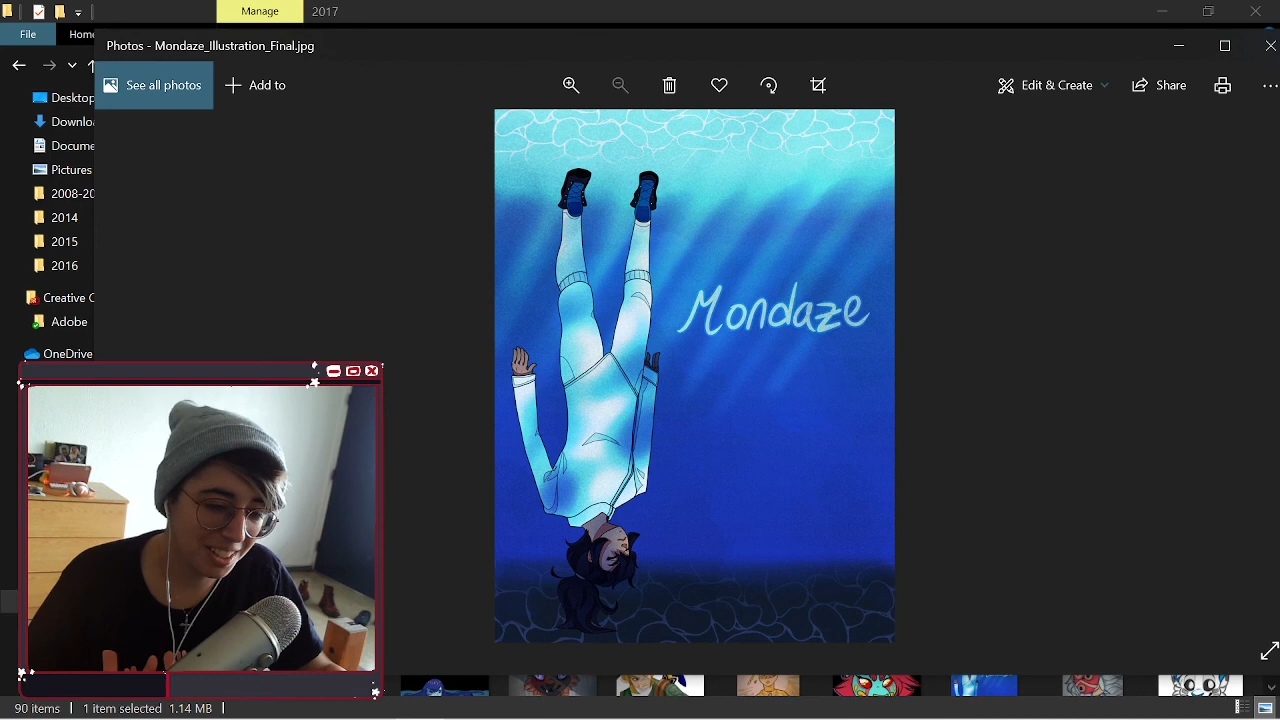 Manage
2017
File
Home
Photos - Mondaze_Illustration_Final.jpg
See all photos
Add to
Edit & Create
Share
Desktop
Downlo
Docume
Pictures
2008-20
2014
2015
2016
Creative C
Adobe
OneDrive
Mondaze
90 items
1 item selected
1.14 MB